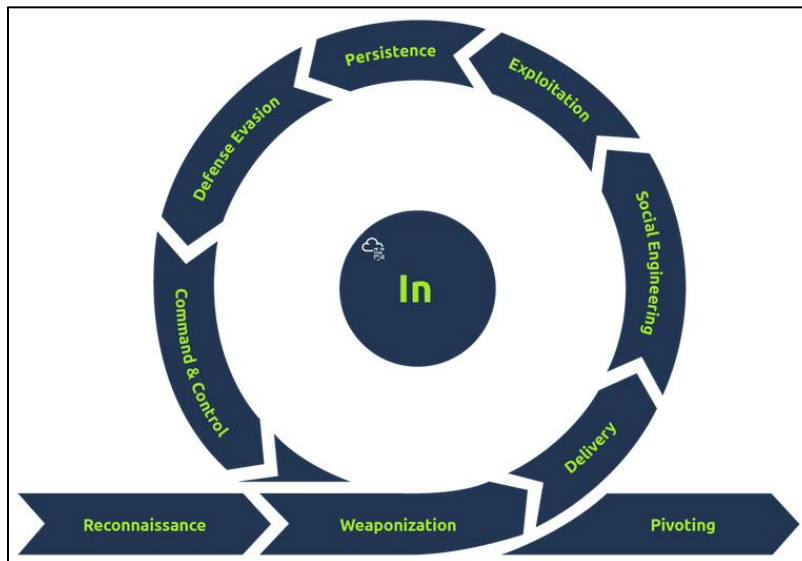 Reconnaissance
Weaponization
Delivery
Social Engineering
Exploitation
Persistence
Defense Evasion
Command & Control
Pivoting
In